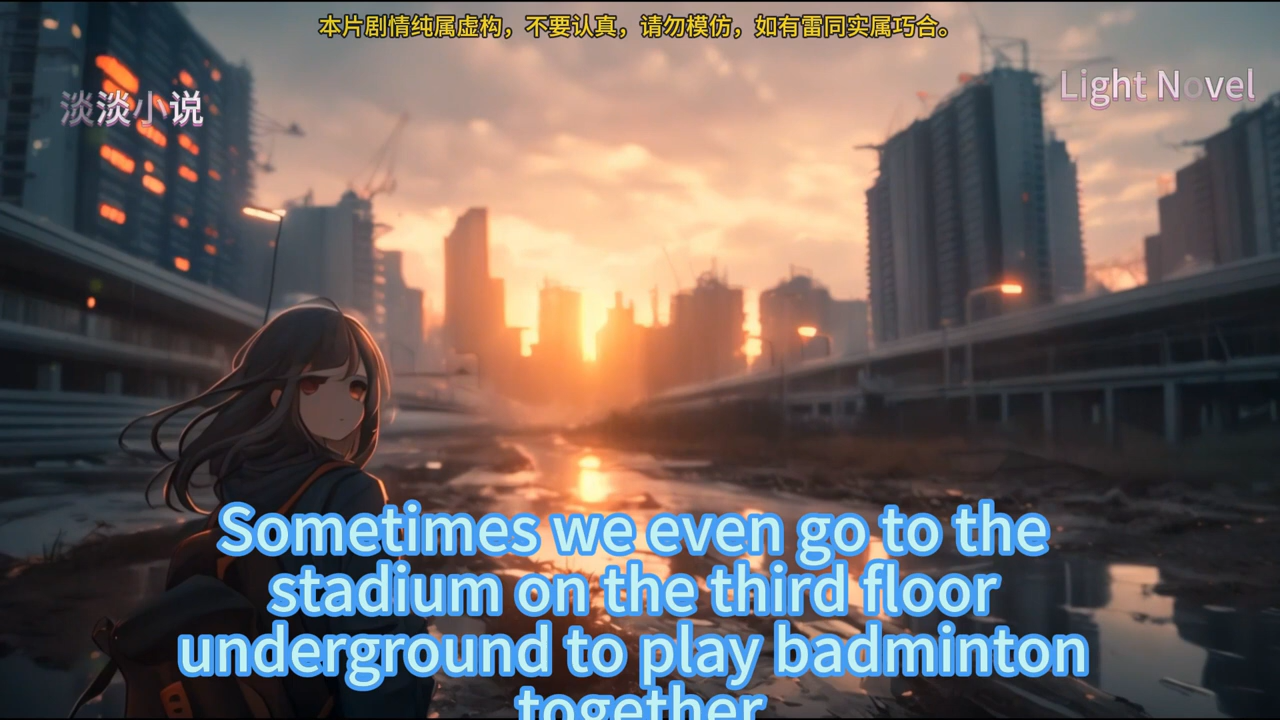 本片剧情纯属虚构，不要认真，请勿模仿，如有雷同实属巧合。
淡淡小说
Light Novel
Sometimes we even go to the
stadium on the third floor
underground to play badminton
together